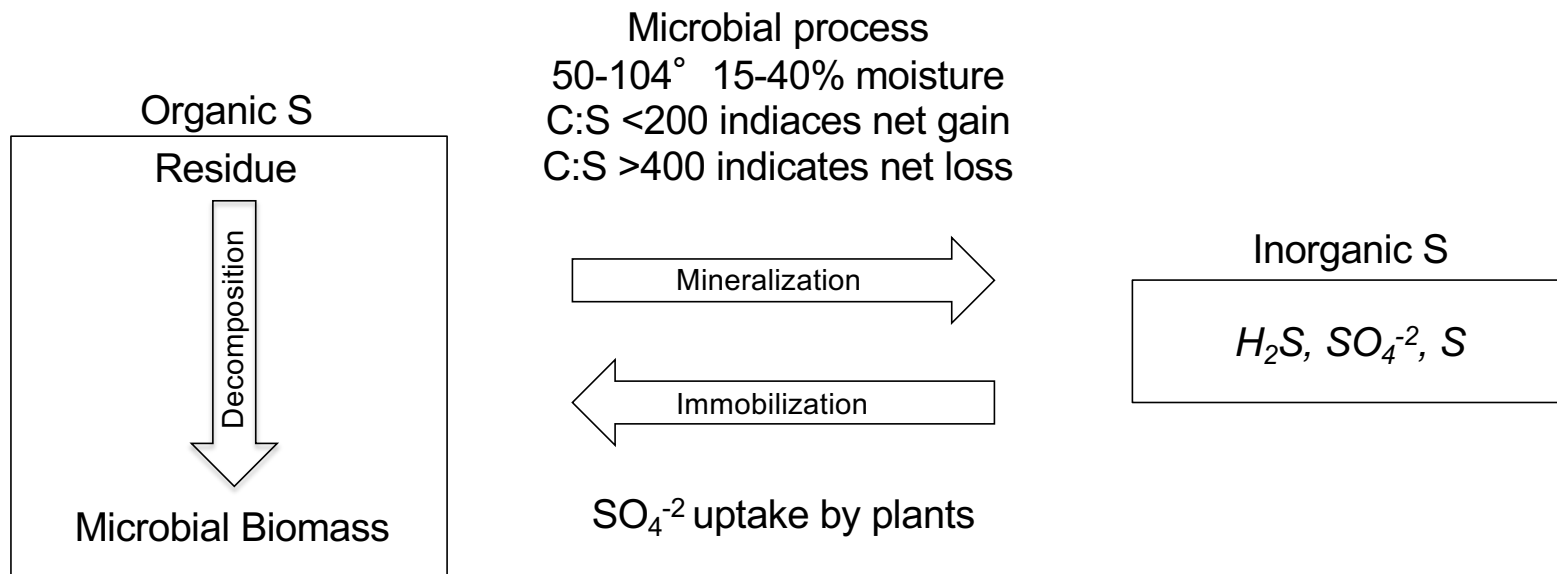 Microbial process
50-104° 15-40% moisture
C:S <200 indiaces net gain
C:S >400 indicates net loss
Organic S
Residue
Decomposition
Microbial Biomass
Mineralization
Immobilization
SO₄⁻² uptake by plants
Inorganic S
H₂S, SO₄⁻², S